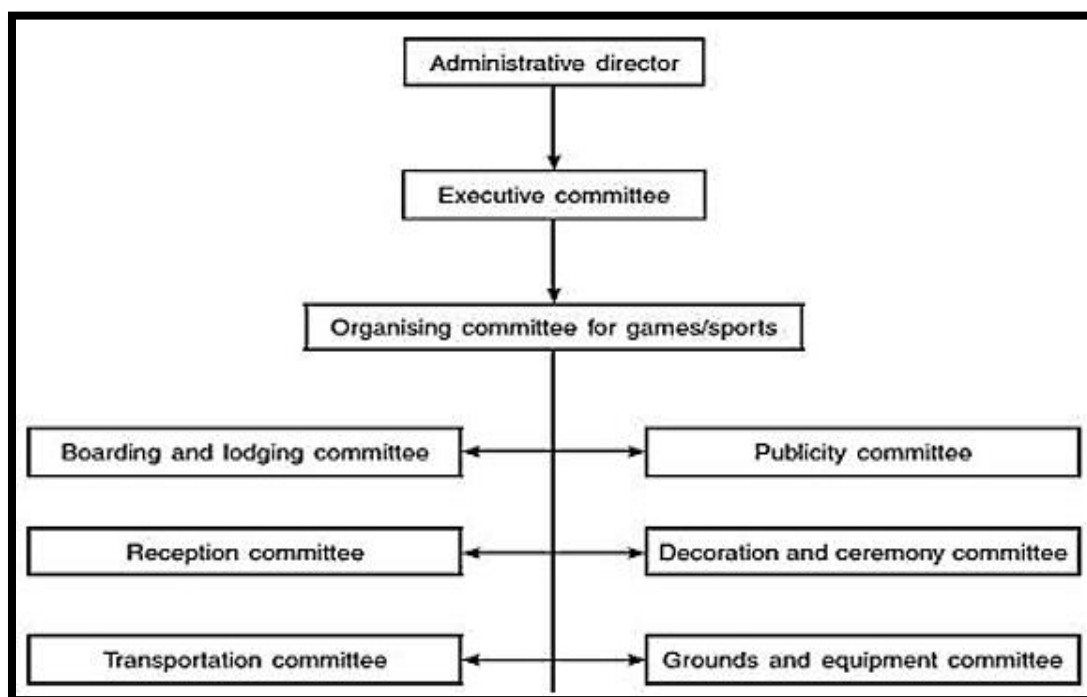 Administrative director
Executive committee
Organising committee for games/sports
Boarding and lodging committee
Publicity committee
Reception committee
Decoration and ceremony committee
Transportation committee
Grounds and equipment committee